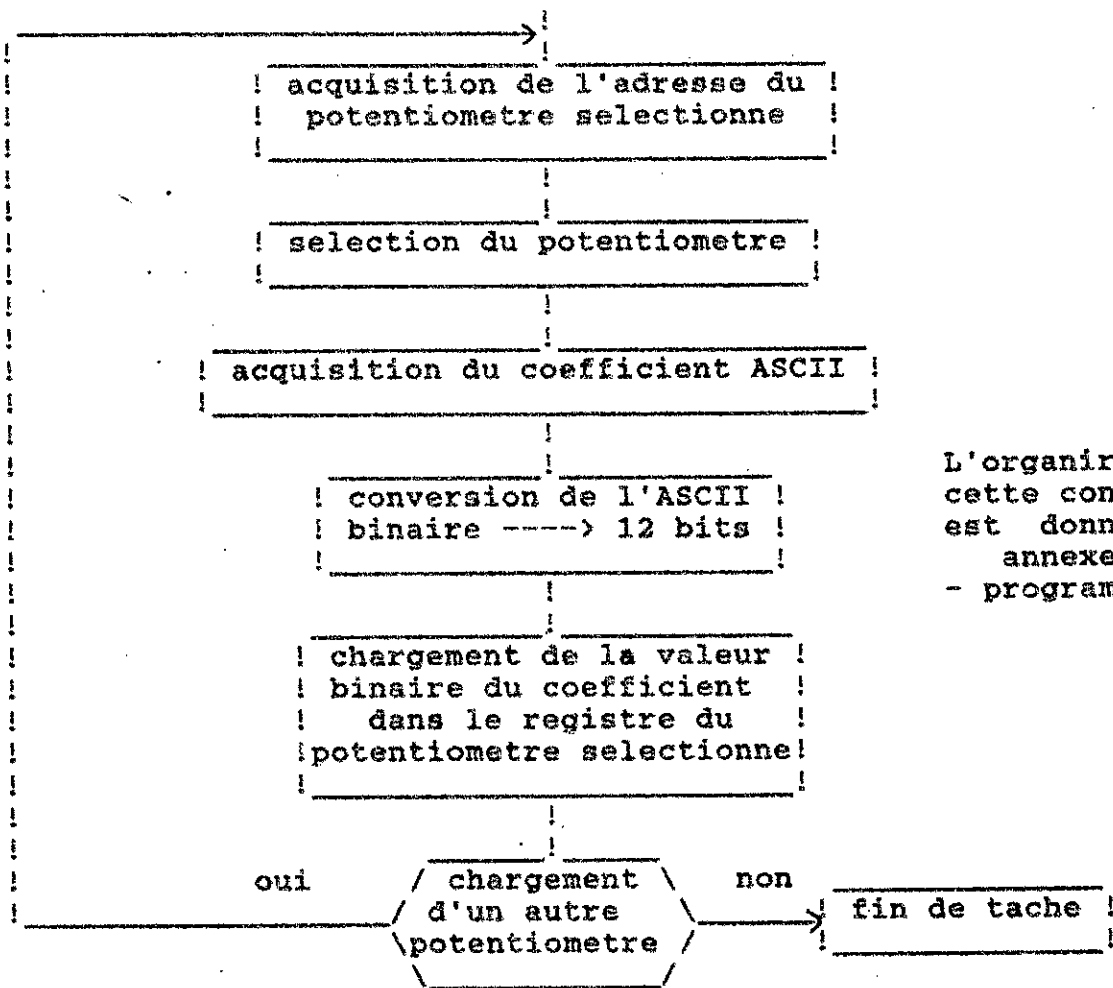 acquisition de l'adresse du
potentiometre selectionne
selection du potentiometre
acquisition du coefficient ASCII
conversion de l'ASCII
binaire ----> 12 bits
L'organir
cette con
est donn
annexe
- program
chargement de la valeur
binaire du coefficient
dans le registre du
potentiometre selectionne
oui
chargement
d'un autre
potentiometre
non
fin de tache